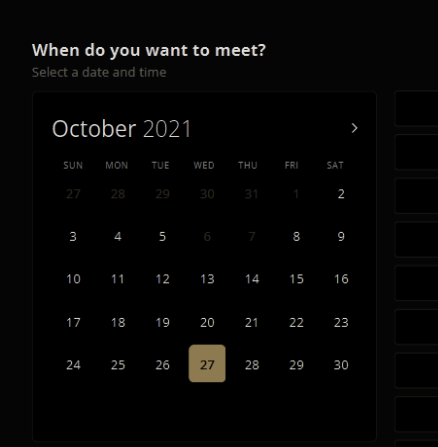 When do you want to meet?
Select a date and time
October 2021 >
SUN MON TUE WED THU FRI SAT
27 28 29 30 31 1 2
3 4 5 6 7 8 9
10 11 12 13 14 15 16
17 18 19 20 21 22 23
24 25 26 27 28 29 30